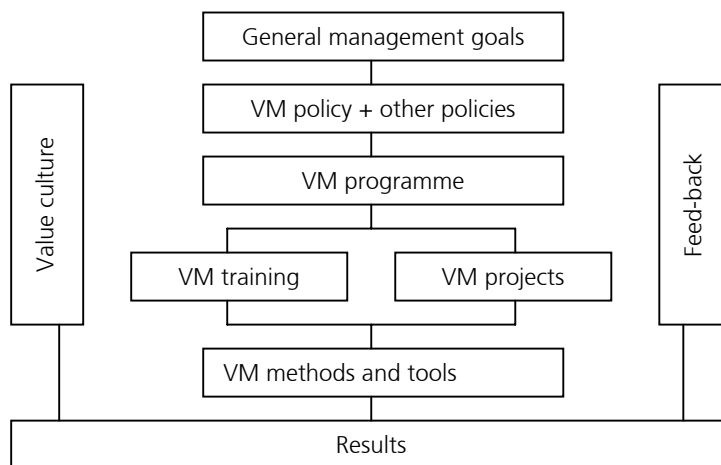 General management goals
VM policy + other policies
VM programme
Value culture
Feed-back
VM training
VM projects
VM methods and tools
Results